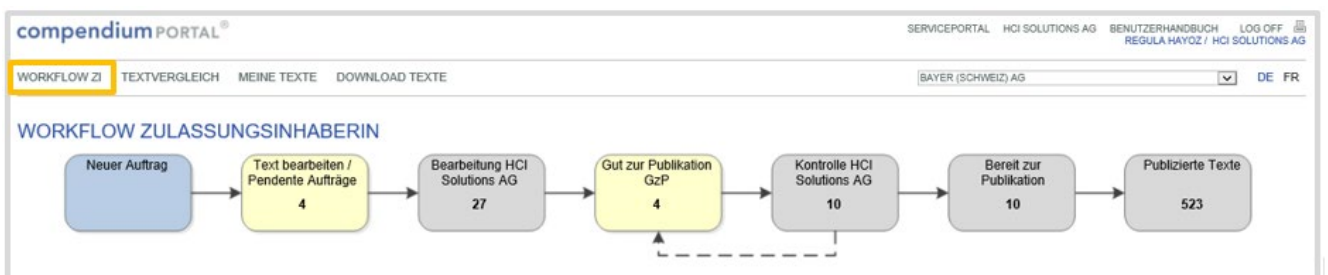 compendium PORTAL®
SERVICEPORTAL HCI SOLUTIONS AG BENUTZERHANDBUCH LOG OFF
REGULA HAYOZ / HCI SOLUTIONS AG
WORKFLOW ZI TEXTVERGLEICH MEINE TEXTE DOWNLOAD TEXTE BAYER (SCHWEIZ) AG DE FR
WORKFLOW ZULASSUNGSINHABERIN
Neuer Auftrag
Text bearbeiten /
Pendente Aufträge
4
Bearbeitung HCI
Solutions AG
27
Gut zur Publikation
GzP
4
Kontrolle HCI
Solutions AG
10
Bereit zur
Publikation
10
Publizierte Texte
523